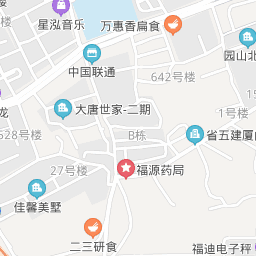 星泓音乐
万惠香扁食
园山北
中国联通
642号楼
大唐世家-二期
1号楼
龙
628号楼
B栋
省五建厦
27号楼
福源药局
佳馨美墅
二三研食
福迪电子秤